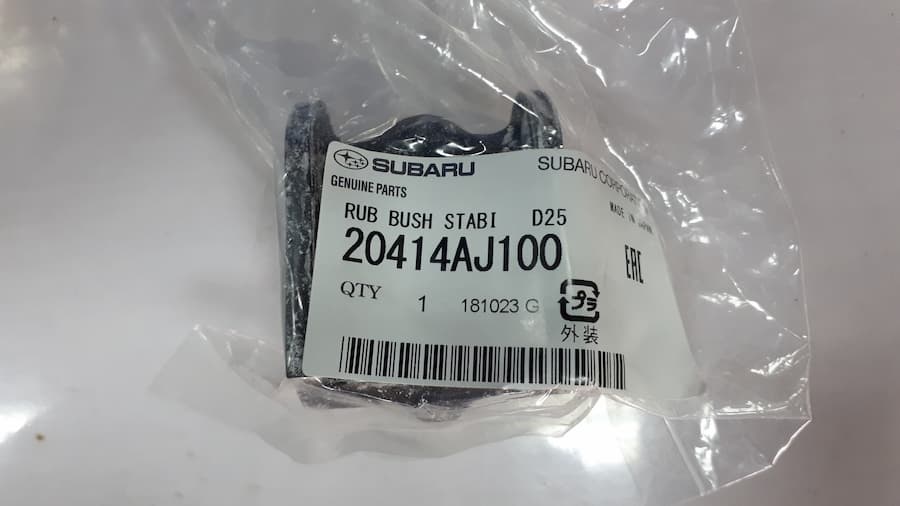 SUBARU
SUBARU CORPORAT
GENUINE PARTS
MADE IN JAPAN
RUB BUSH STABI D25
20414AJ100
EAC
QTY 1 181023 G
プラ
外装